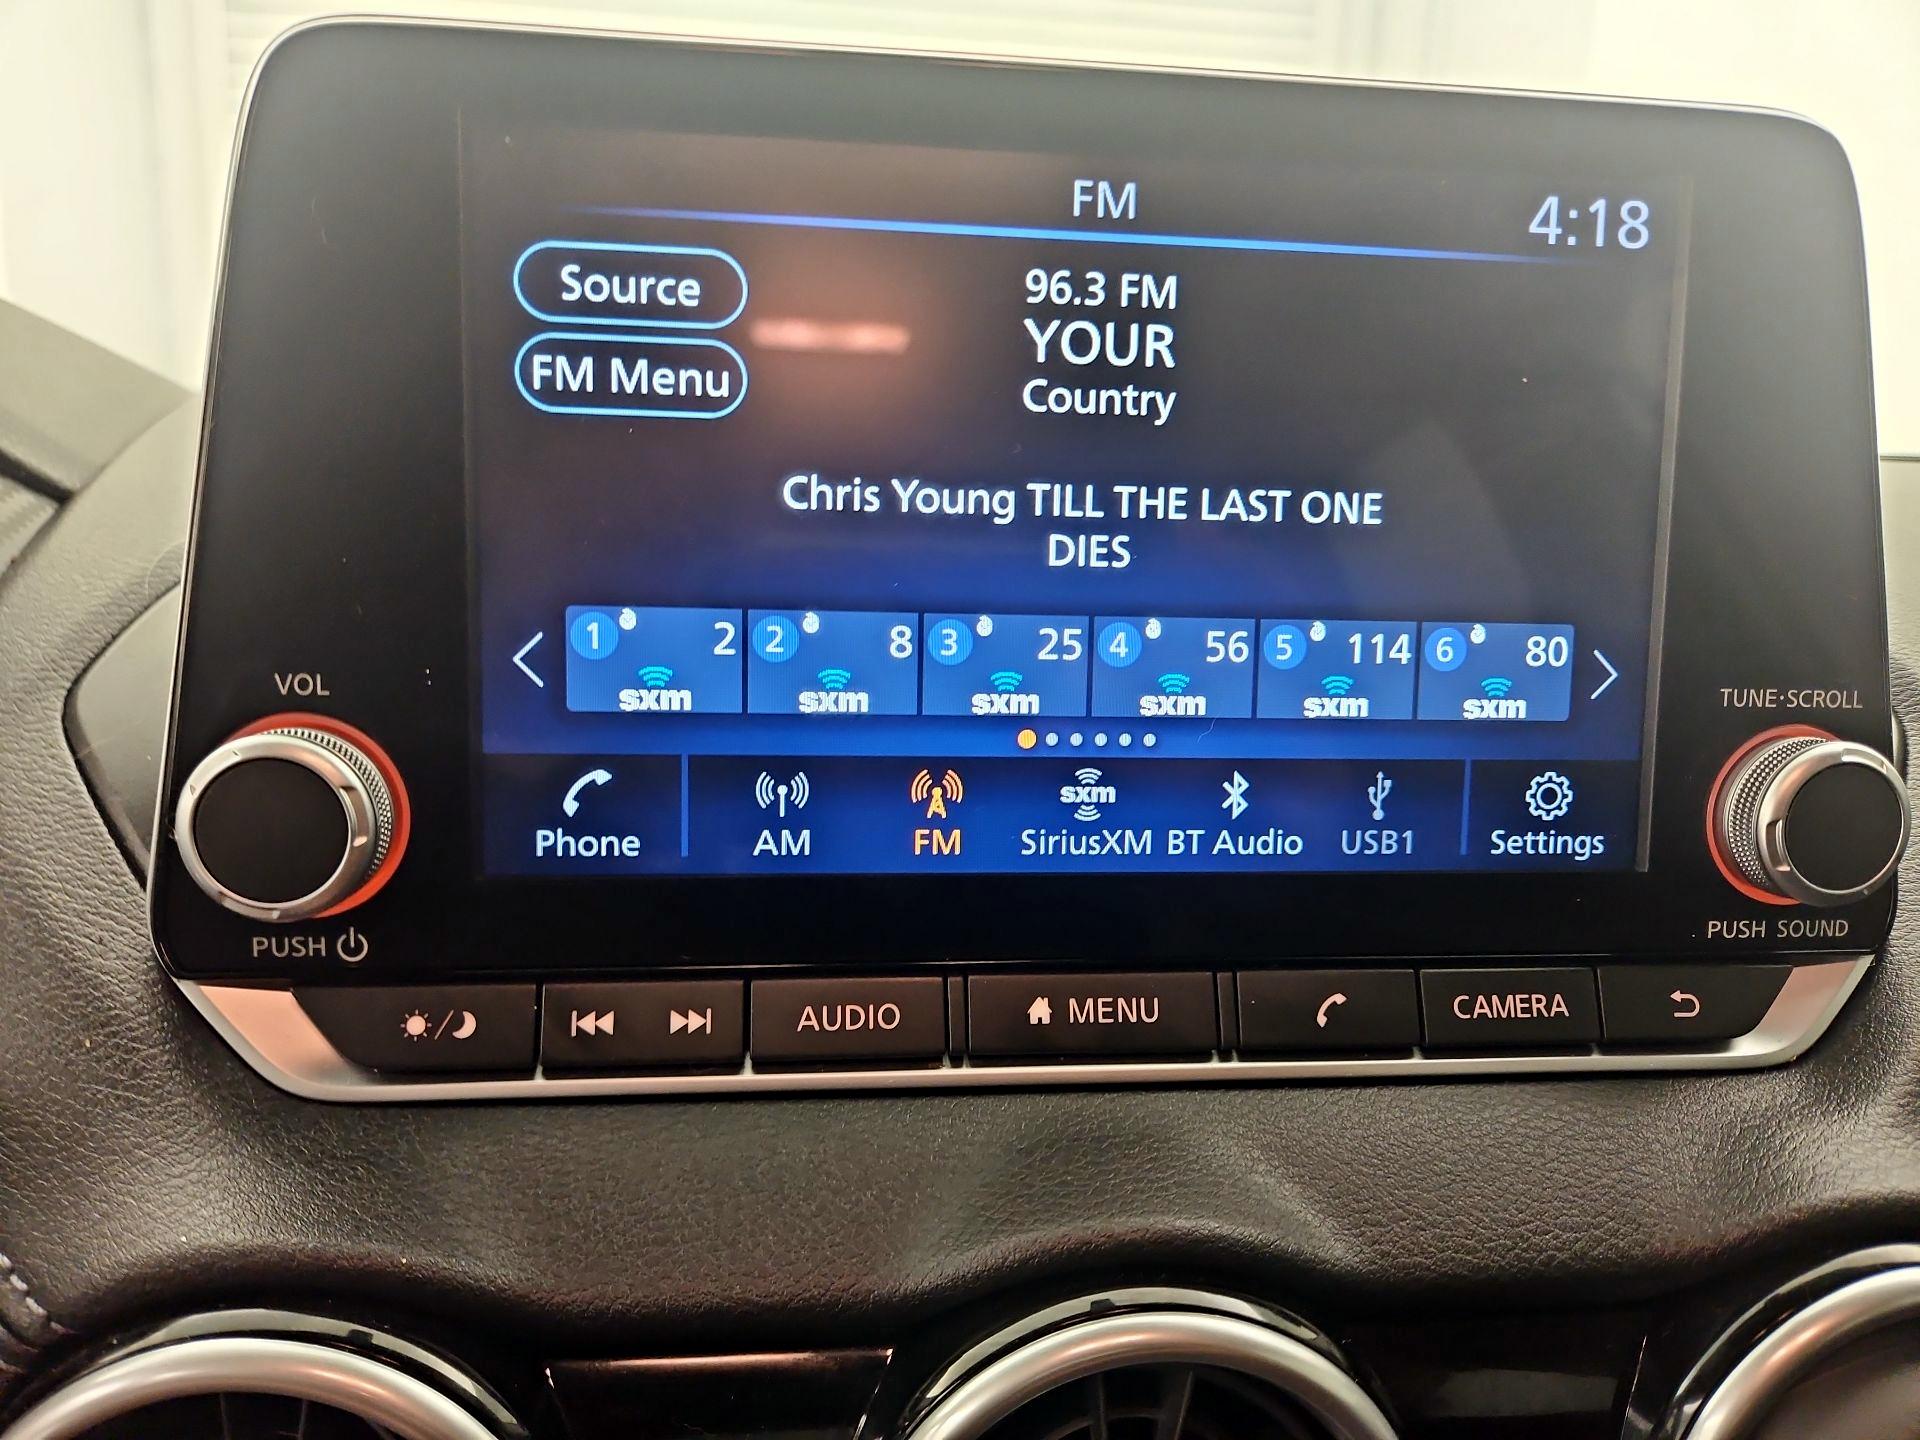 FM
4:18
Source
96.3 FM
YOUR
FM Menu
Country
Chris Young TILL THE LAST ONE
DIES
1 2 2 8 3 25 4 56 5 114 6 80
sxm sxm sxm sxm sxm sxm
VOL
TUNE·SCROLL
sxm
Phone AM FM SiriusXM BT Audio USB1 Settings
PUSH
PUSH SOUND
AUDIO MENU CAMERA